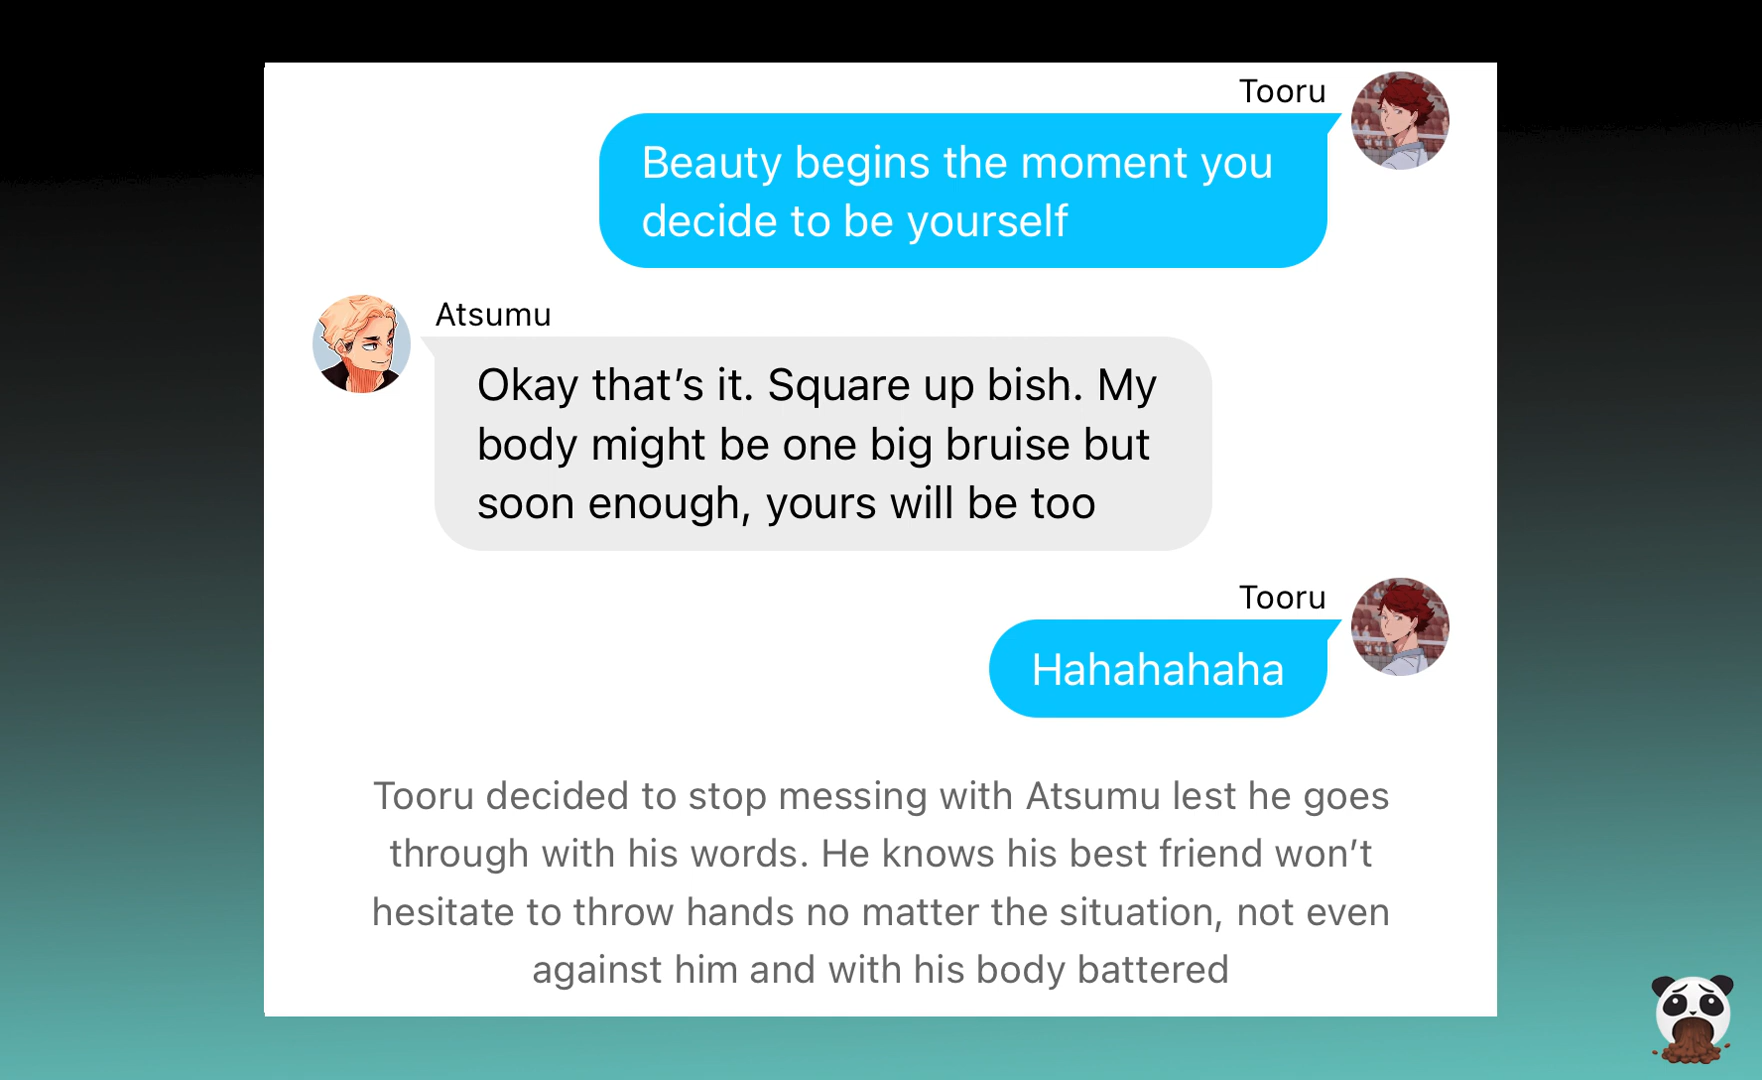 Tooru
Beauty begins the moment you
decide to be yourself
Atsumu
Okay that’s it. Square up bish. My
body might be one big bruise but
soon enough, yours will be too
Tooru
Hahahahaha
Tooru decided to stop messing with Atsumu lest he goes
through with his words. He knows his best friend won’t
hesitate to throw hands no matter the situation, not even
against him and with his body battered